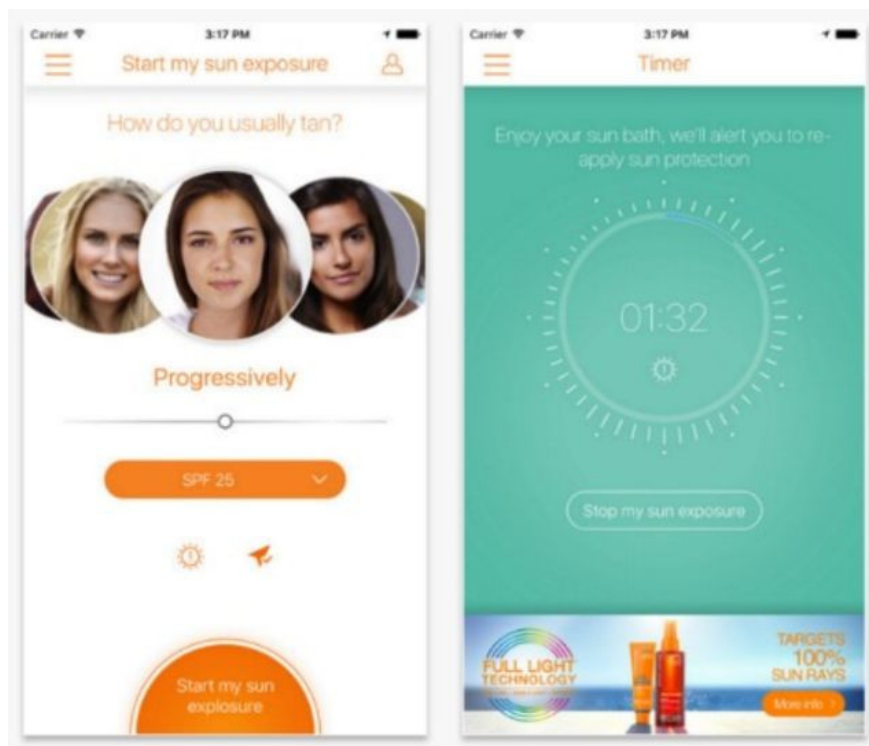 Carrier
3:17 PM
Start my sun exposure
How do you usually tan?
Progressively
SPF 25
Start my sun
explosure
Carrier
3:17 PM
Timer
Enjoy your sun bath, we'll alert you to re-
apply sun protection
01:32
Stop my sun exposure
FULL LIGHT
TECHNOLOGY
TARGETS
100%
SUN RAYS
More info